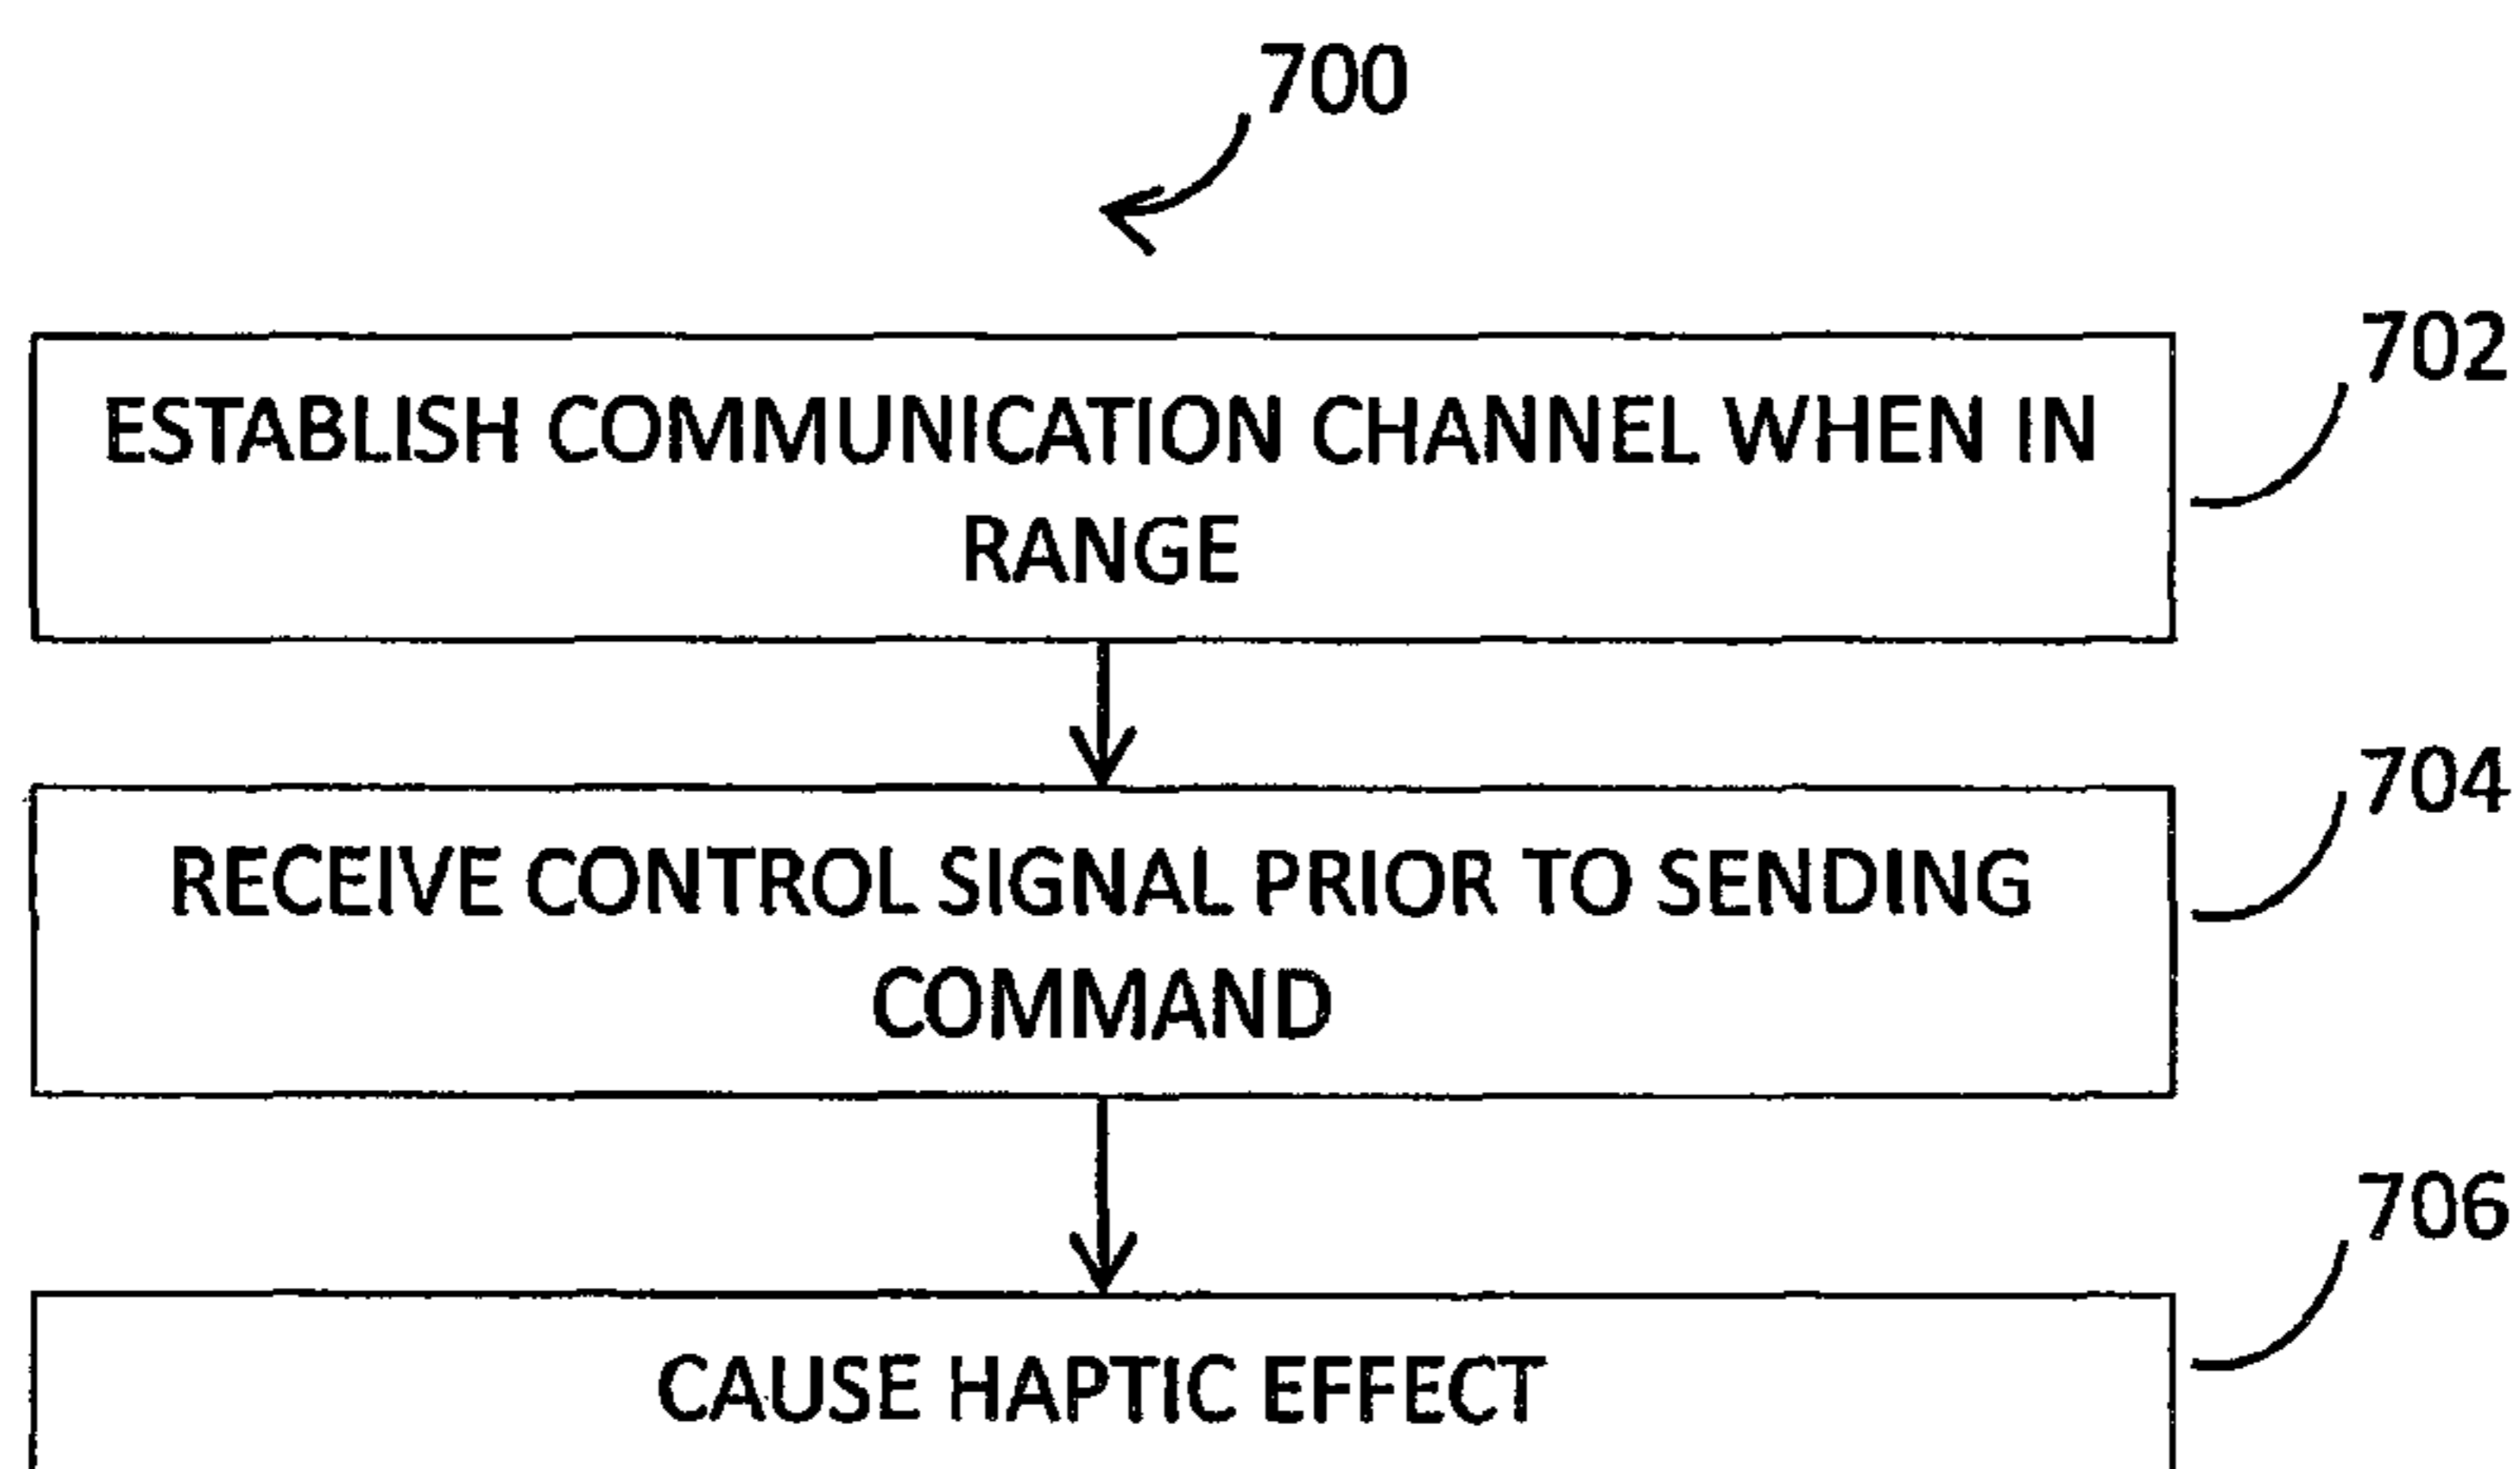 700
702
ESTABLISH COMMUNICATION CHANNEL WHEN IN
RANGE
704
RECEIVE CONTROL SIGNAL PRIOR TO SENDING
COMMAND
706
CAUSE HAPTIC EFFECT